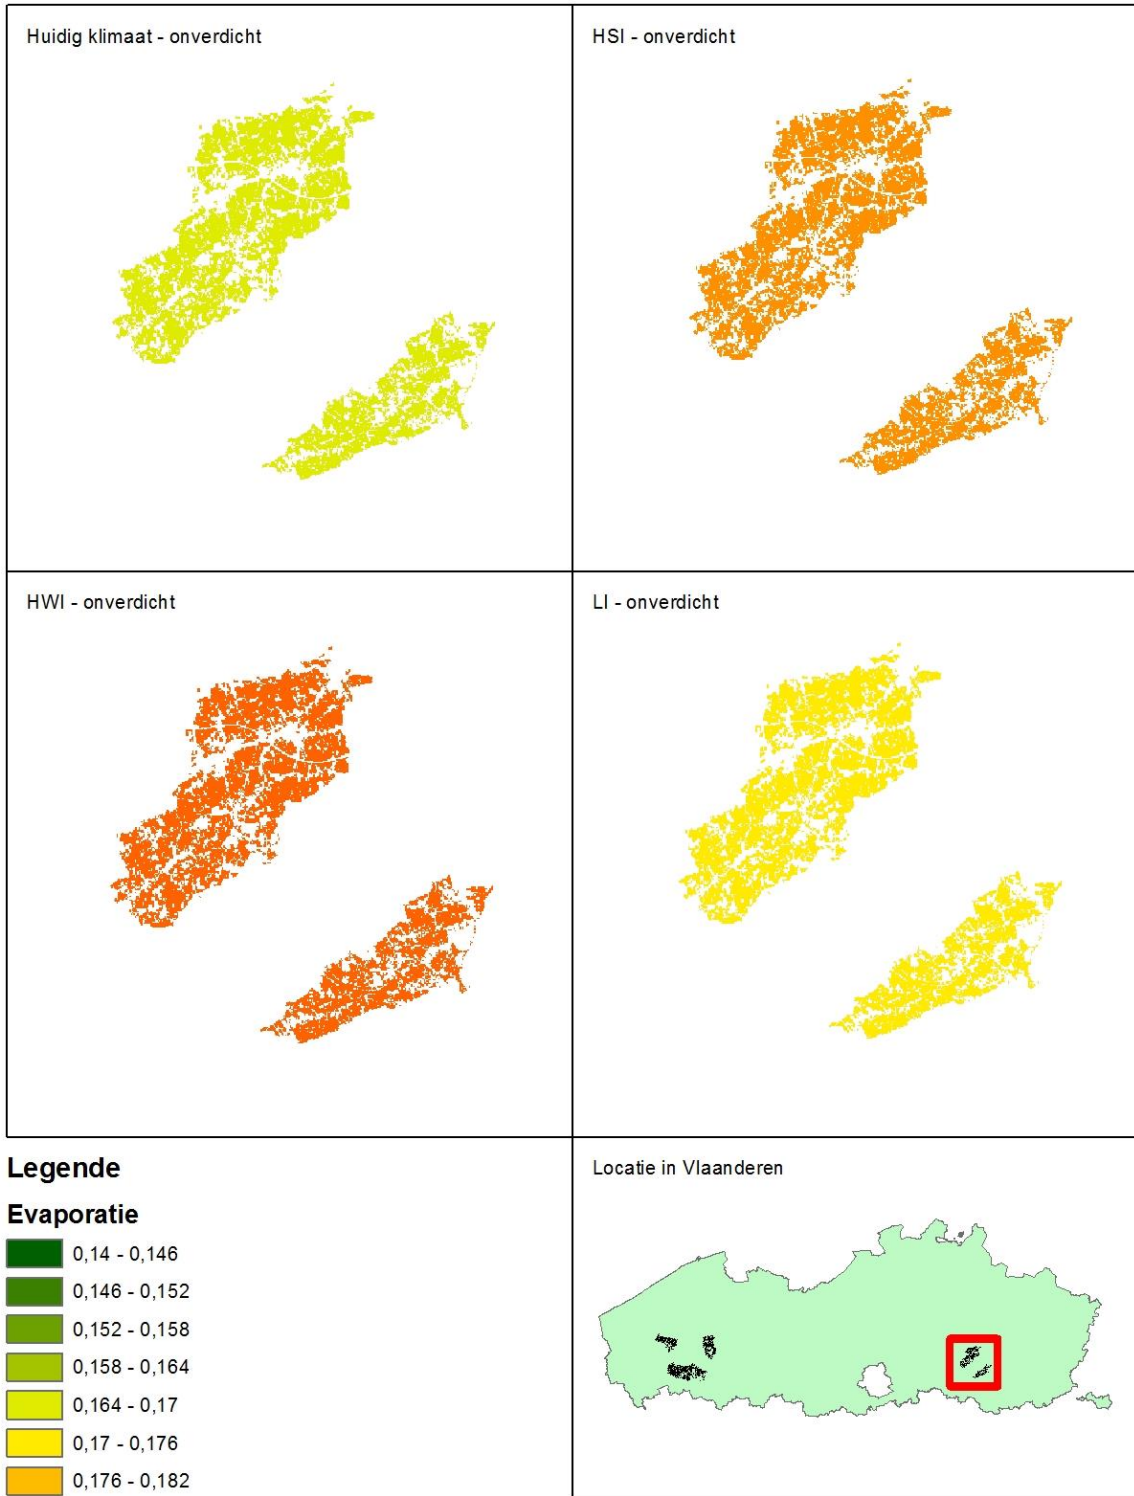 Huidig klimaat - onverdicht
HSI - onverdicht
HWI - onverdicht
LI - onverdicht
Legende
Evaporatie
0,14 - 0,146
0,146 - 0,152
0,152 - 0,158
0,158 - 0,164
0,164 - 0,17
0,17 - 0,176
0,176 - 0,182
Locatie in Vlaanderen